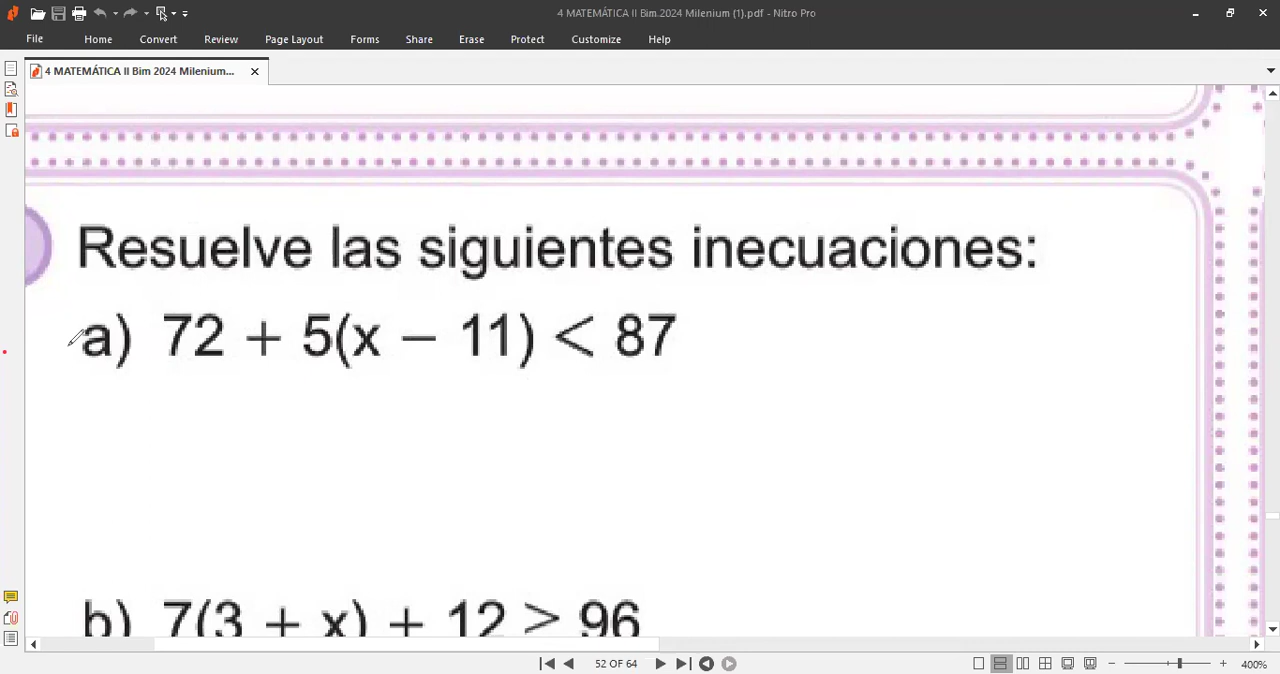 4 MATEMÁTICA II Bim.2024 Milenium (1).pdf - Nitro Pro
File Home Convert Review Page Layout Forms Share Erase Protect Customize Help
4 MATEMÁTICA II Bim 2024 Milenium...
Resuelve las siguientes inecuaciones:
a) 72 + 5(x − 11) < 87
b) 7(3 + x) + 12 > 96
52 OF 64
400%